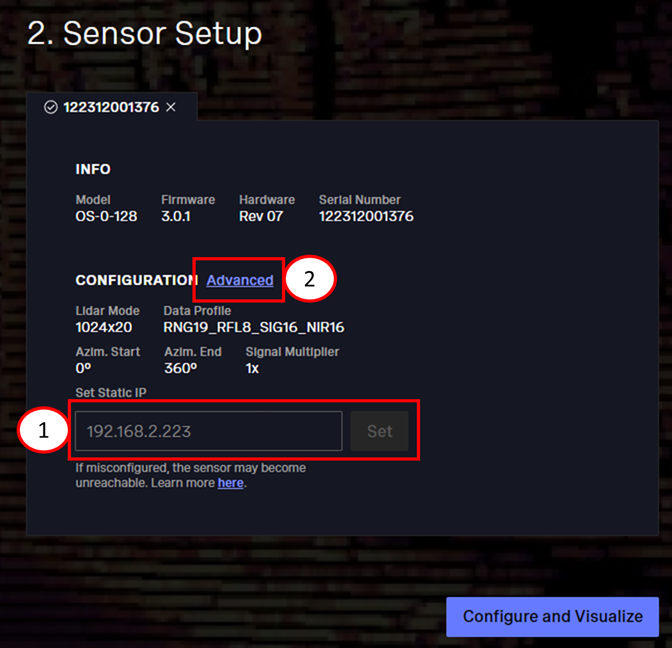 2. Sensor Setup
122312001376
INFO
Model Firmware Hardware Serial Number
OS-0-128 3.0.1 Rev 07 122312001376
CONFIGURATION Advanced 2
Lidar Mode Data Profile
1024x20 RNG19_RFL8_SIG16_NIR16
Azim. Start Azim. End Signal Multiplier
0º 360º 1x
Set Static IP
1 192.168.2.223 Set
If misconfigured, the sensor may become
unreachable. Learn more here.
Configure and Visualize